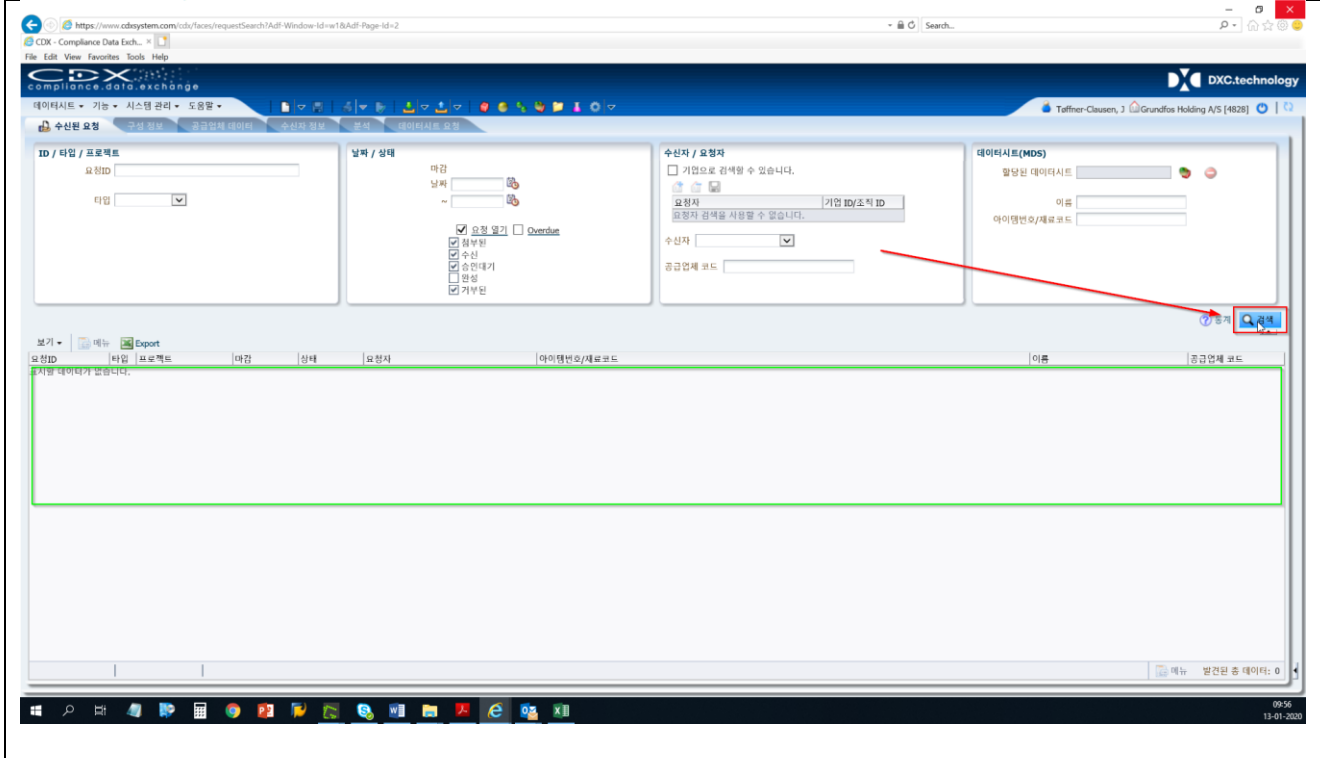 https://www.cdxsystem.com/cdx/faces/requestSearch?Adf-Window-Id=w1&Adf-Page-Id=2
Search...
CDX - Compliance Data Exch...
File Edit View Favorites Tools Help
CDX
compliance.data.exchange
DXC.technology
데이터시트 기능 시스템 관리 도움말
Tøffner-Clausen, J Grundfos Holding A/S [4828]
수신된 요청 구성 정보 공급업체 데이터 수신자 정보 분석 데이터시트 요청
ID / 타입 / 프로젝트
요청ID
타입
날짜 / 상태
마감
날짜
~
요청 열기 Overdue
첨부된
수신
승인대기
완성
거부된
수신자 / 요청자
기업으로 검색할 수 있습니다.
요청자 기업 ID/조직 ID
요청자 검색을 사용할 수 없습니다.
수신자
공급업체 코드
데이터시트(MDS)
할당된 데이터시트
이름
아이템번호/재료코드
통계 검색
보기 메뉴 Export
요청ID 타입 프로젝트 마감 상태 요청자 아이템번호/재료코드 이름 공급업체 코드
표시할 데이터가 없습니다.
메뉴 발견된 총 데이터: 0
09:56
13-01-2020